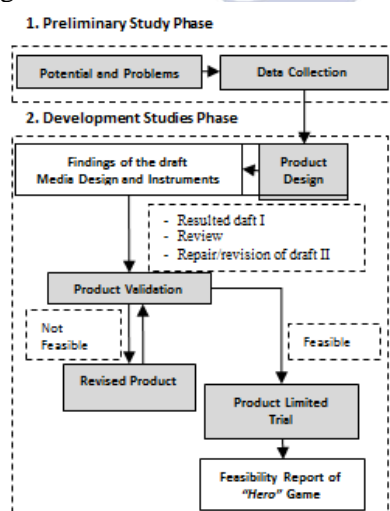 1. Preliminary Study Phase
Potential and Problems
Data Collection
2. Development Studies Phase
Findings of the draft
Media Design and Instruments
Product
Design
- Resulted daft I
- Review
- Repair/revision of draft II
Product Validation
Not
Feasible
Feasible
Revised Product
Product Limited
Trial
Feasibility Report of
"Hero" Game